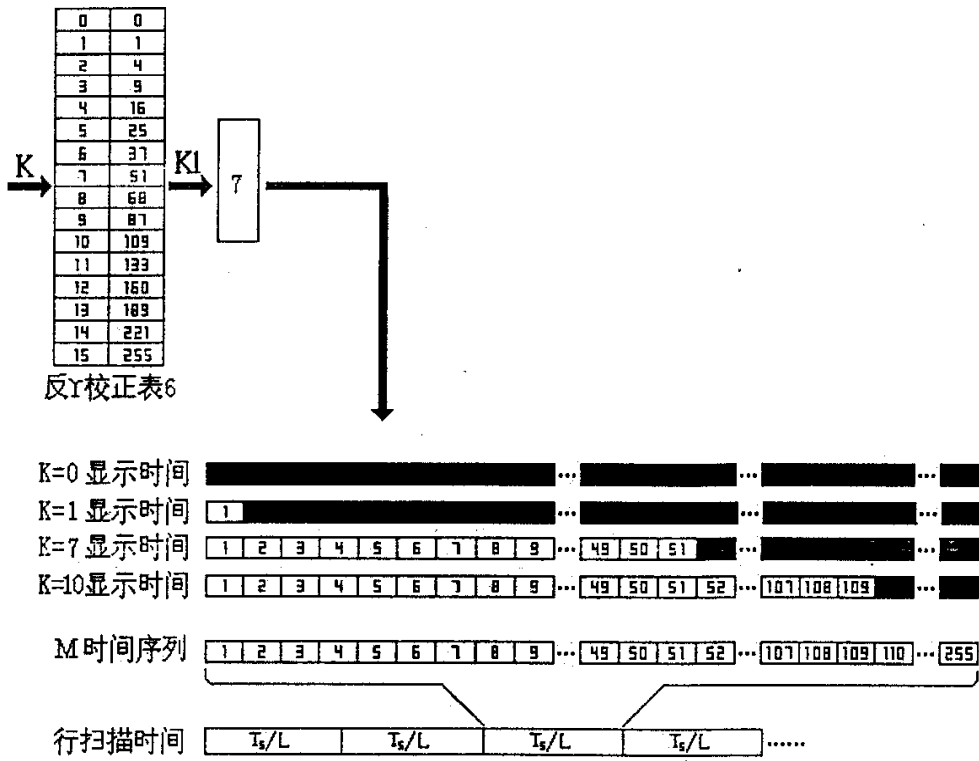 0 0
1 1
2 4
3 9
4 16
5 25
6 37
7 51
8 68
9 87
10 109
11 133
12 160
13 189
14 221
15 255
K
K1
7
反Υ校正表6
K=0 显示时间 ... ... ...
K=1 显示时间 1 ... ... ...
K=7 显示时间 1 2 3 4 5 6 7 8 9 ... 49 50 51 ... ...
K=10显示时间 1 2 3 4 5 6 7 8 9 ... 49 50 51 52 ... 107 108 109 ...
M 时间序列 1 2 3 4 5 6 7 8 9 ... 49 50 51 52 ... 107 108 109 110 ... 255
行扫描时间 Ts/L Ts/L Ts/L Ts/L ......